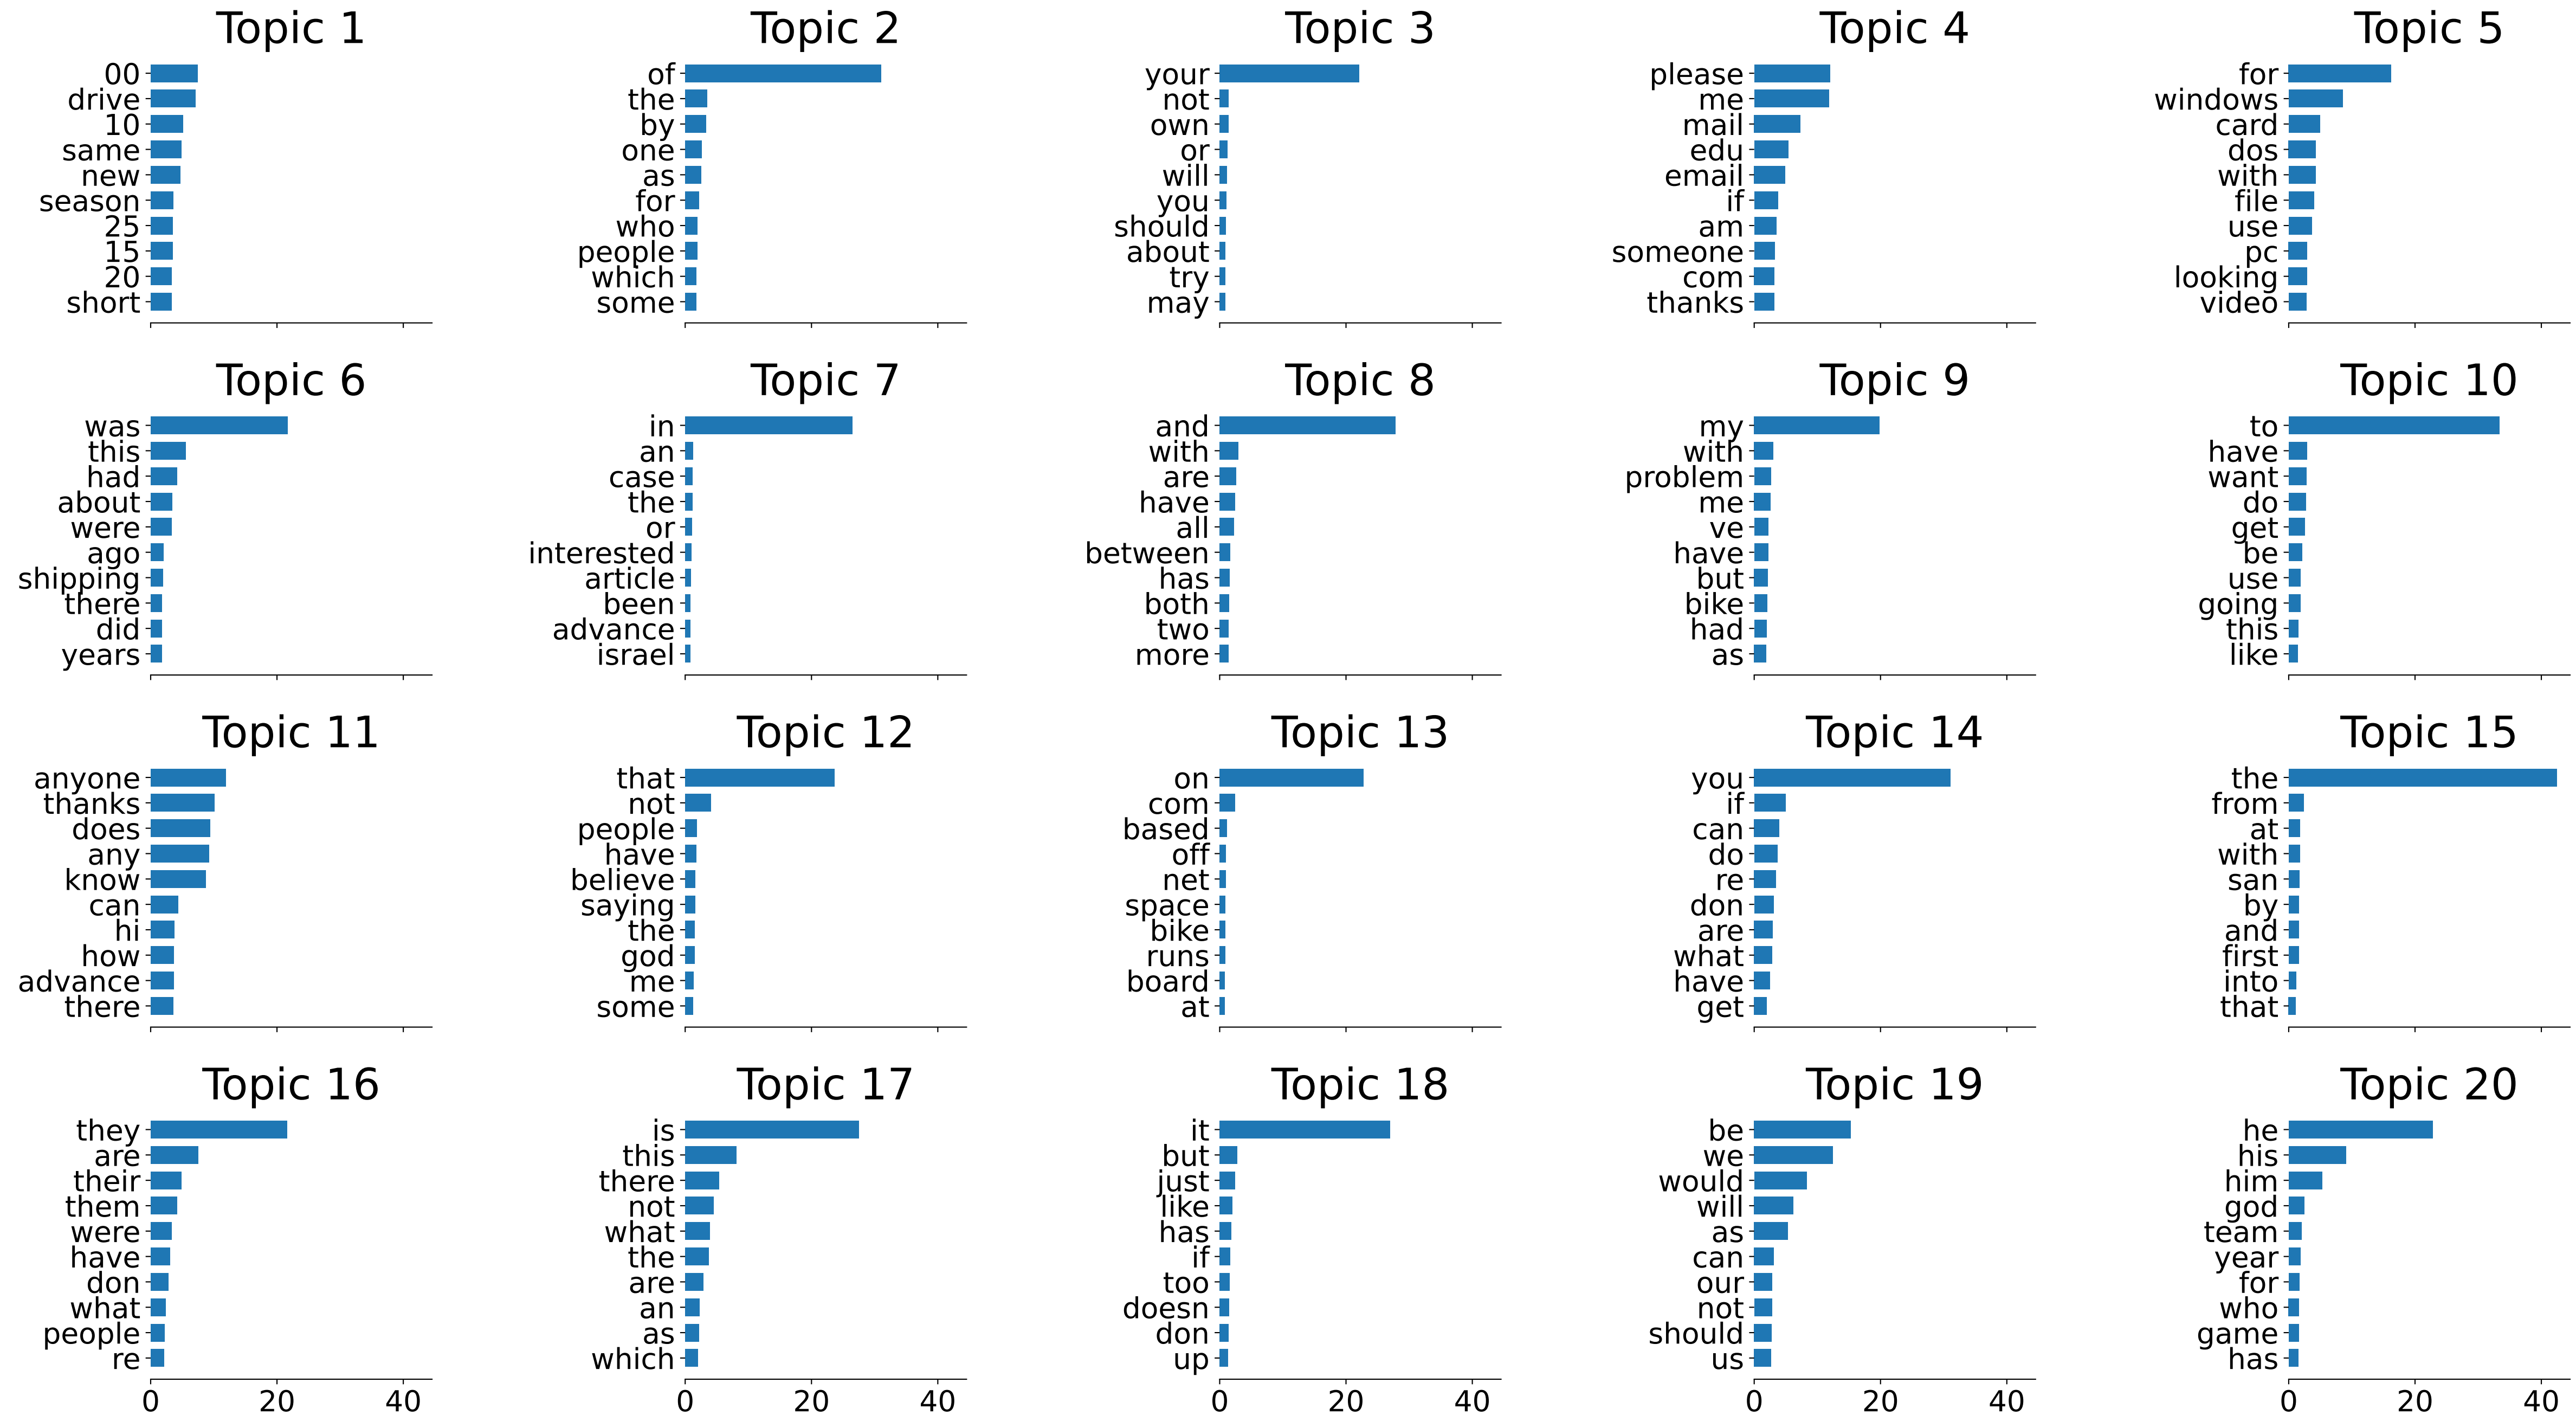 Topic 1
00
drive
10
same
new
season
25
15
20
short
Topic 2
of
the
by
one
as
for
who
people
which
some
Topic 3
your
not
own
or
will
you
should
about
try
may
Topic 4
please
me
mail
edu
email
if
am
someone
com
thanks
Topic 5
for
windows
card
dos
with
file
use
pc
looking
video
Topic 6
was
this
had
about
were
ago
shipping
there
did
years
Topic 7
in
an
case
the
or
interested
article
been
advance
israel
Topic 8
and
with
are
have
all
between
has
both
two
more
Topic 9
my
with
problem
me
ve
have
but
bike
had
as
Topic 10
to
have
want
do
get
be
use
going
this
like
Topic 11
anyone
thanks
does
any
know
can
hi
how
advance
there
Topic 12
that
not
people
have
believe
saying
the
god
me
some
Topic 13
on
com
based
off
net
space
bike
runs
board
at
Topic 14
you
if
can
do
re
don
are
what
have
get
Topic 15
the
from
at
with
san
by
and
first
into
that
Topic 16
they
are
their
them
were
have
don
what
people
re
0 20 40
Topic 17
is
this
there
not
what
the
are
an
as
which
0 20 40
Topic 18
it
but
just
like
has
if
too
doesn
don
up
0 20 40
Topic 19
be
we
would
will
as
can
our
not
should
us
0 20 40
Topic 20
he
his
him
god
team
year
for
who
game
has
0 20 40